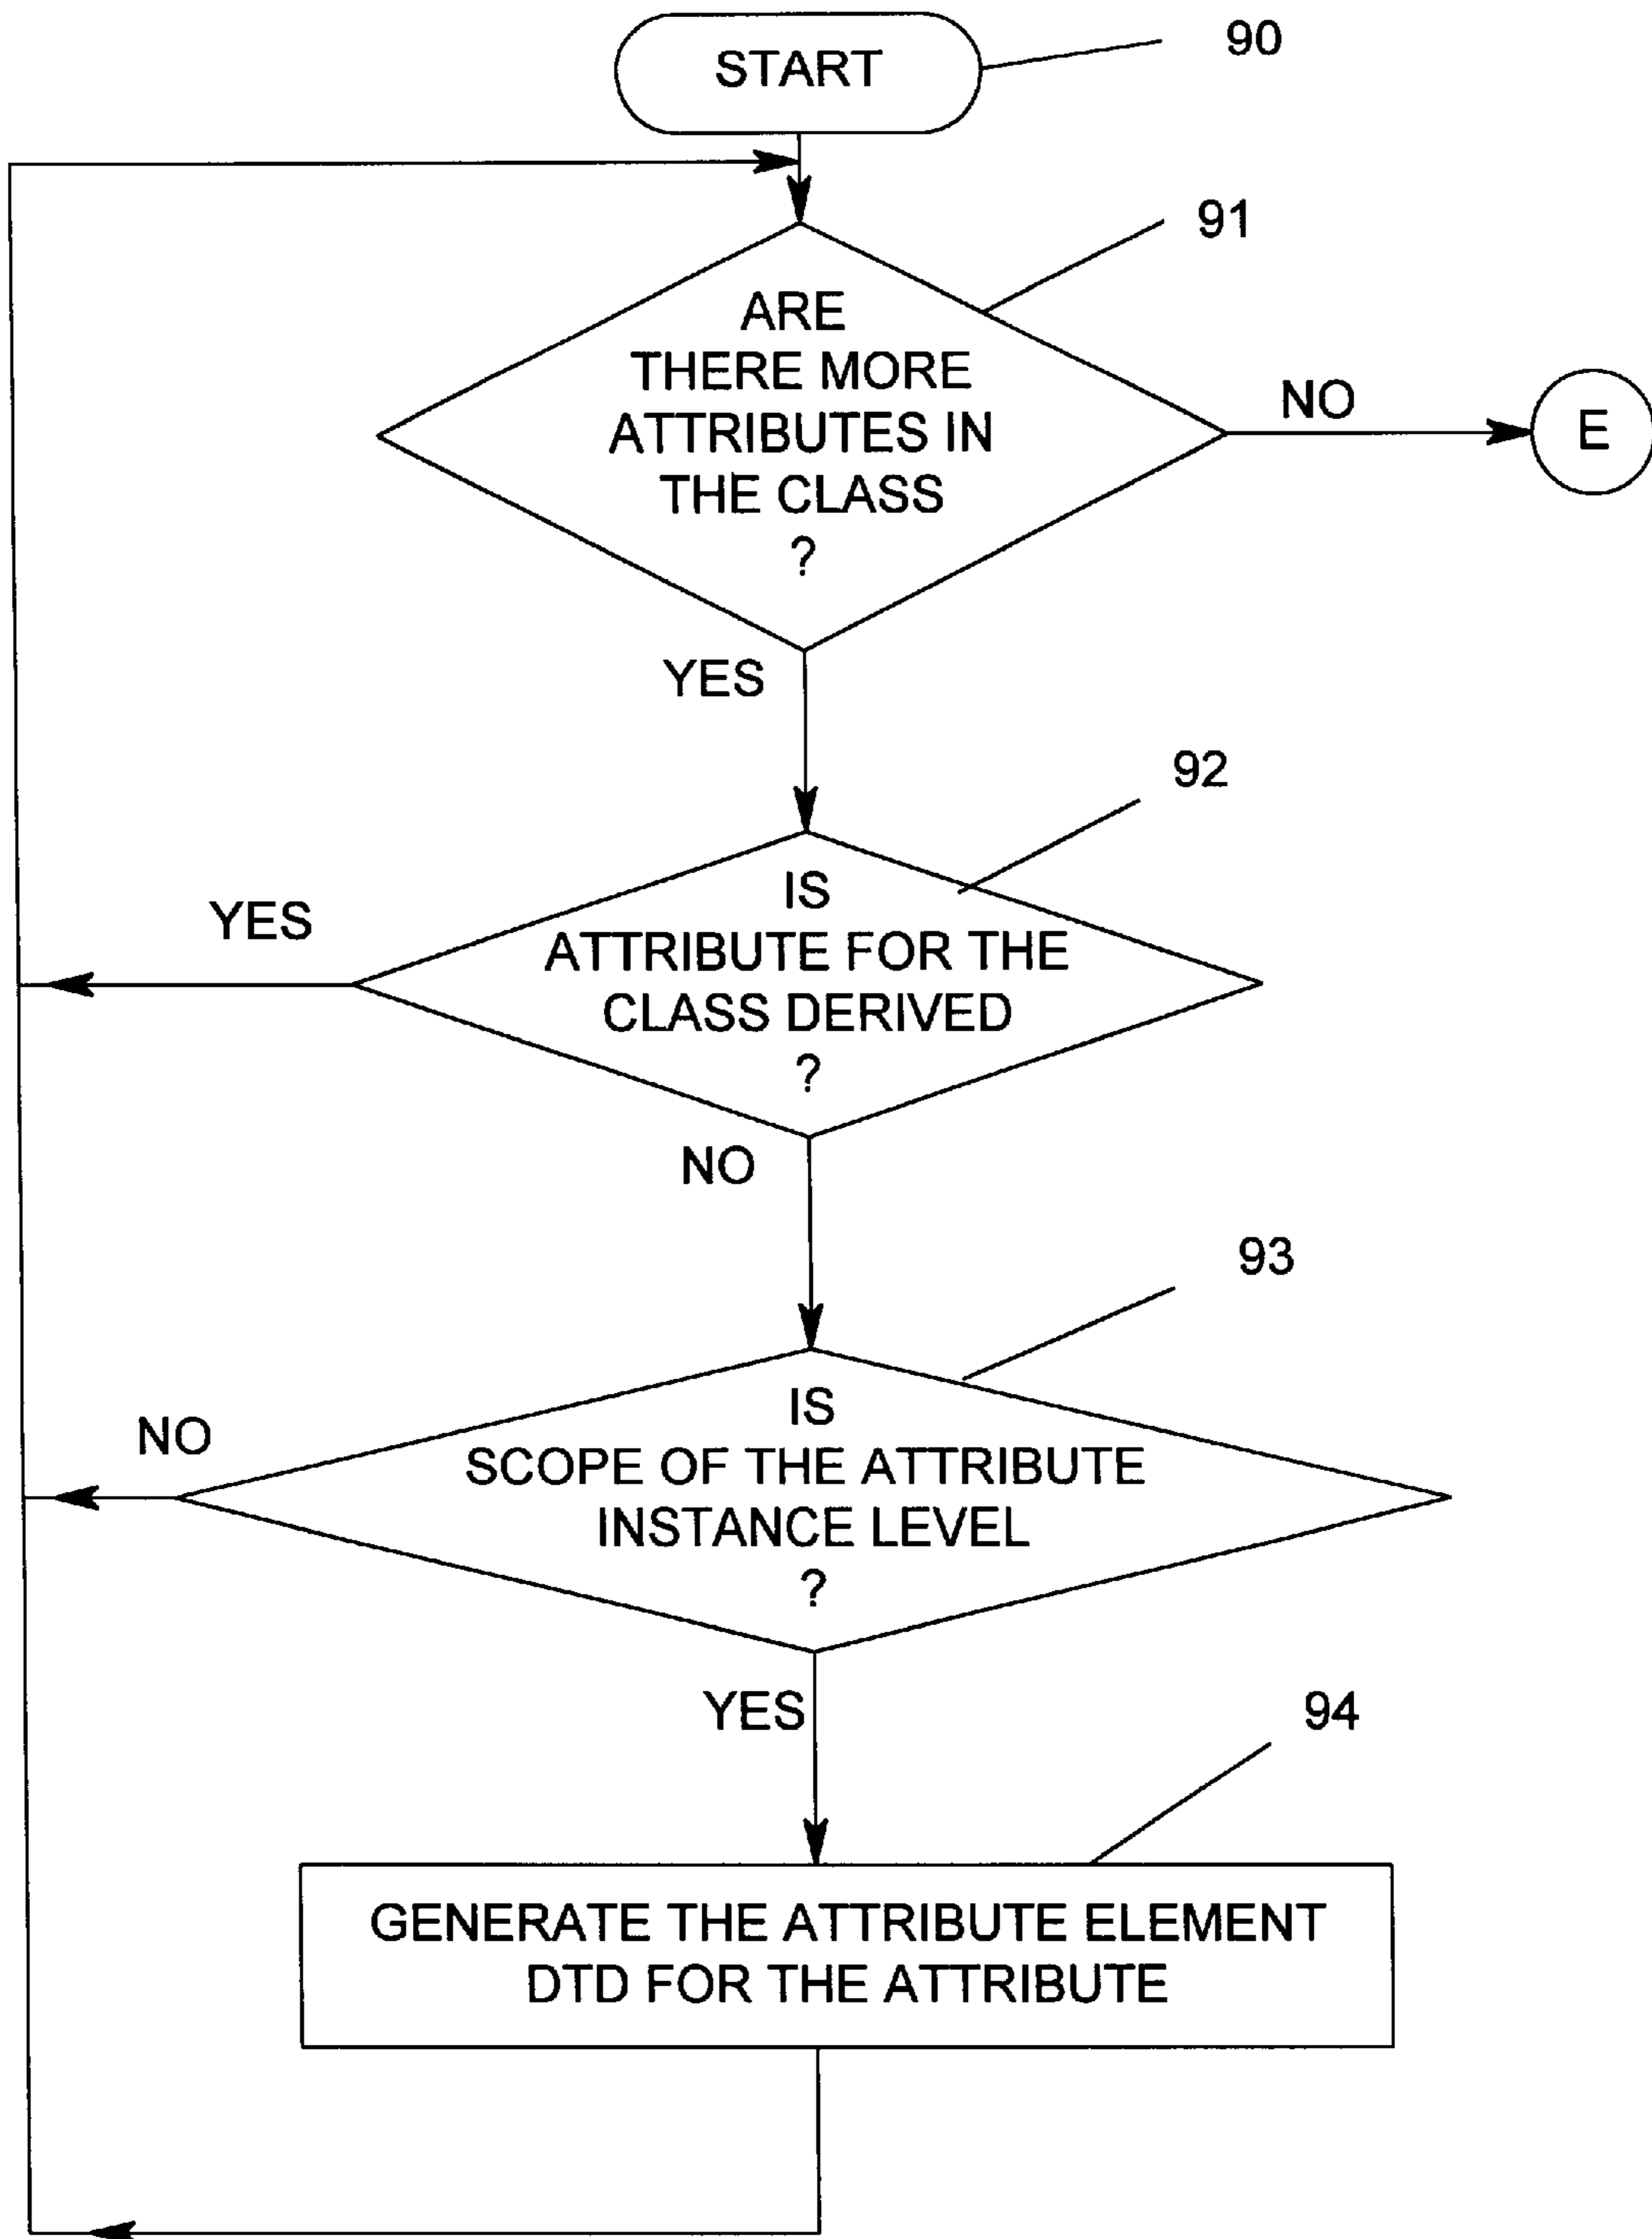 START
90
91
ARE
THERE MORE
ATTRIBUTES IN
THE CLASS
?
NO
E
YES
92
IS
ATTRIBUTE FOR THE
CLASS DERIVED
?
YES
NO
93
IS
SCOPE OF THE ATTRIBUTE
INSTANCE LEVEL
?
NO
YES
94
GENERATE THE ATTRIBUTE ELEMENT
DTD FOR THE ATTRIBUTE